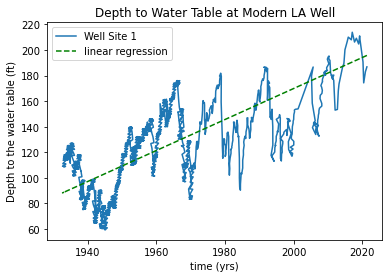 Depth to Water Table at Modern LA Well
Well Site 1
linear regression
Depth to the water table (ft)
220
200
180
160
140
120
100
80
60
1940
1960
1980
2000
2020
time (yrs)